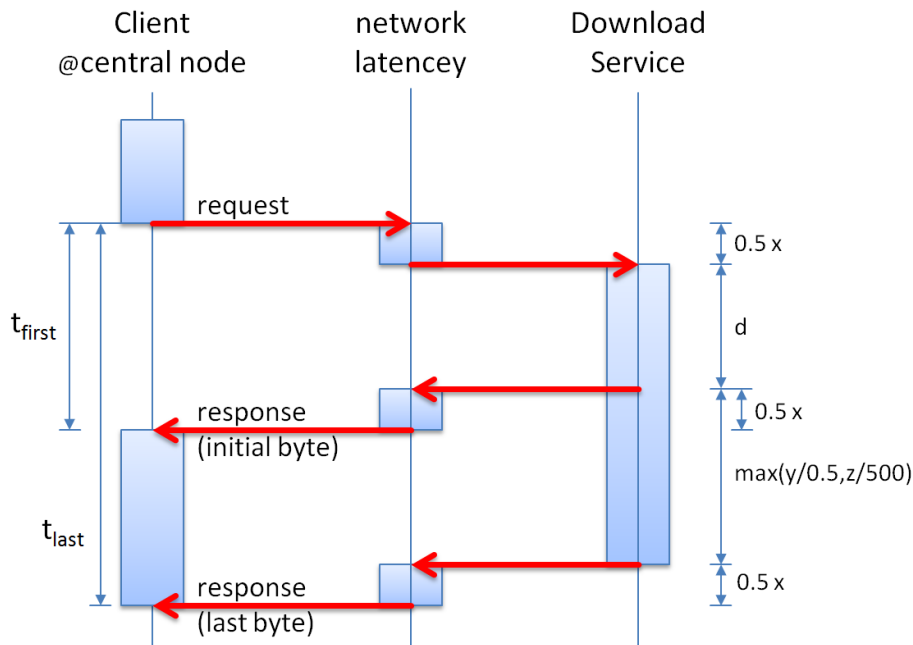 Client
@central node
network
latencey
Download
Service
request
0.5 x
t_first
d
response
(initial byte)
0.5 x
max(y/0.5,z/500)
t_last
response
(last byte)
0.5 x